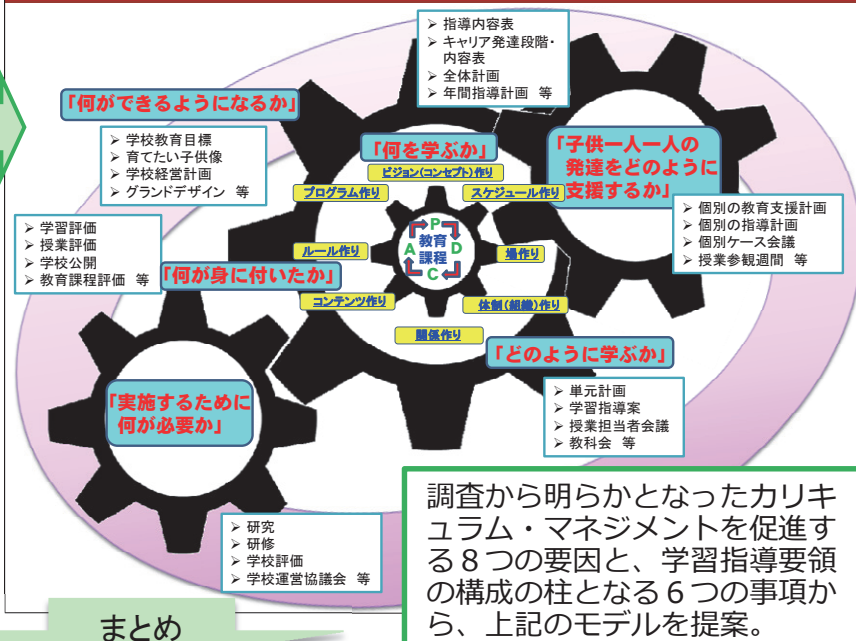 ➢ 指導内容表
➢ キャリア発達段階・
内容表
➢ 全体計画
➢ 年間指導計画 等
「何ができるようになるか」
➢ 学校教育目標
➢ 育てたい子供像
➢ 学校経営計画
➢ グランドデザイン 等
「何を学ぶか」
「子供一人一人の
発達をどのように
支援するか」
➢ 個別の教育支援計画
➢ 個別の指導計画
➢ 個別ケース会議
➢ 授業参観週間 等
ビジョン(コンセプト)作り
プログラム作り
スケジュール作り
ルール作り
場作り
コンテンツ作り
体制(組織)作り
関係作り
P
A 教育 D
課程
C
➢ 学習評価
➢ 授業評価
➢ 学校公開
➢ 教育課程評価 等
「何が身に付いたか」
「どのように学ぶか」
➢ 単元計画
➢ 学習指導案
➢ 授業担当者会議
➢ 教科会 等
「実施するために
何が必要か」
➢ 研究
➢ 研修
➢ 学校評価
➢ 学校運営協議会 等
調査から明らかとなったカリキ
ュラム・マネジメントを促進す
る８つの要因と、学習指導要領
の構成の柱となる６つの事項か
ら、上記のモデルを提案。
まとめ